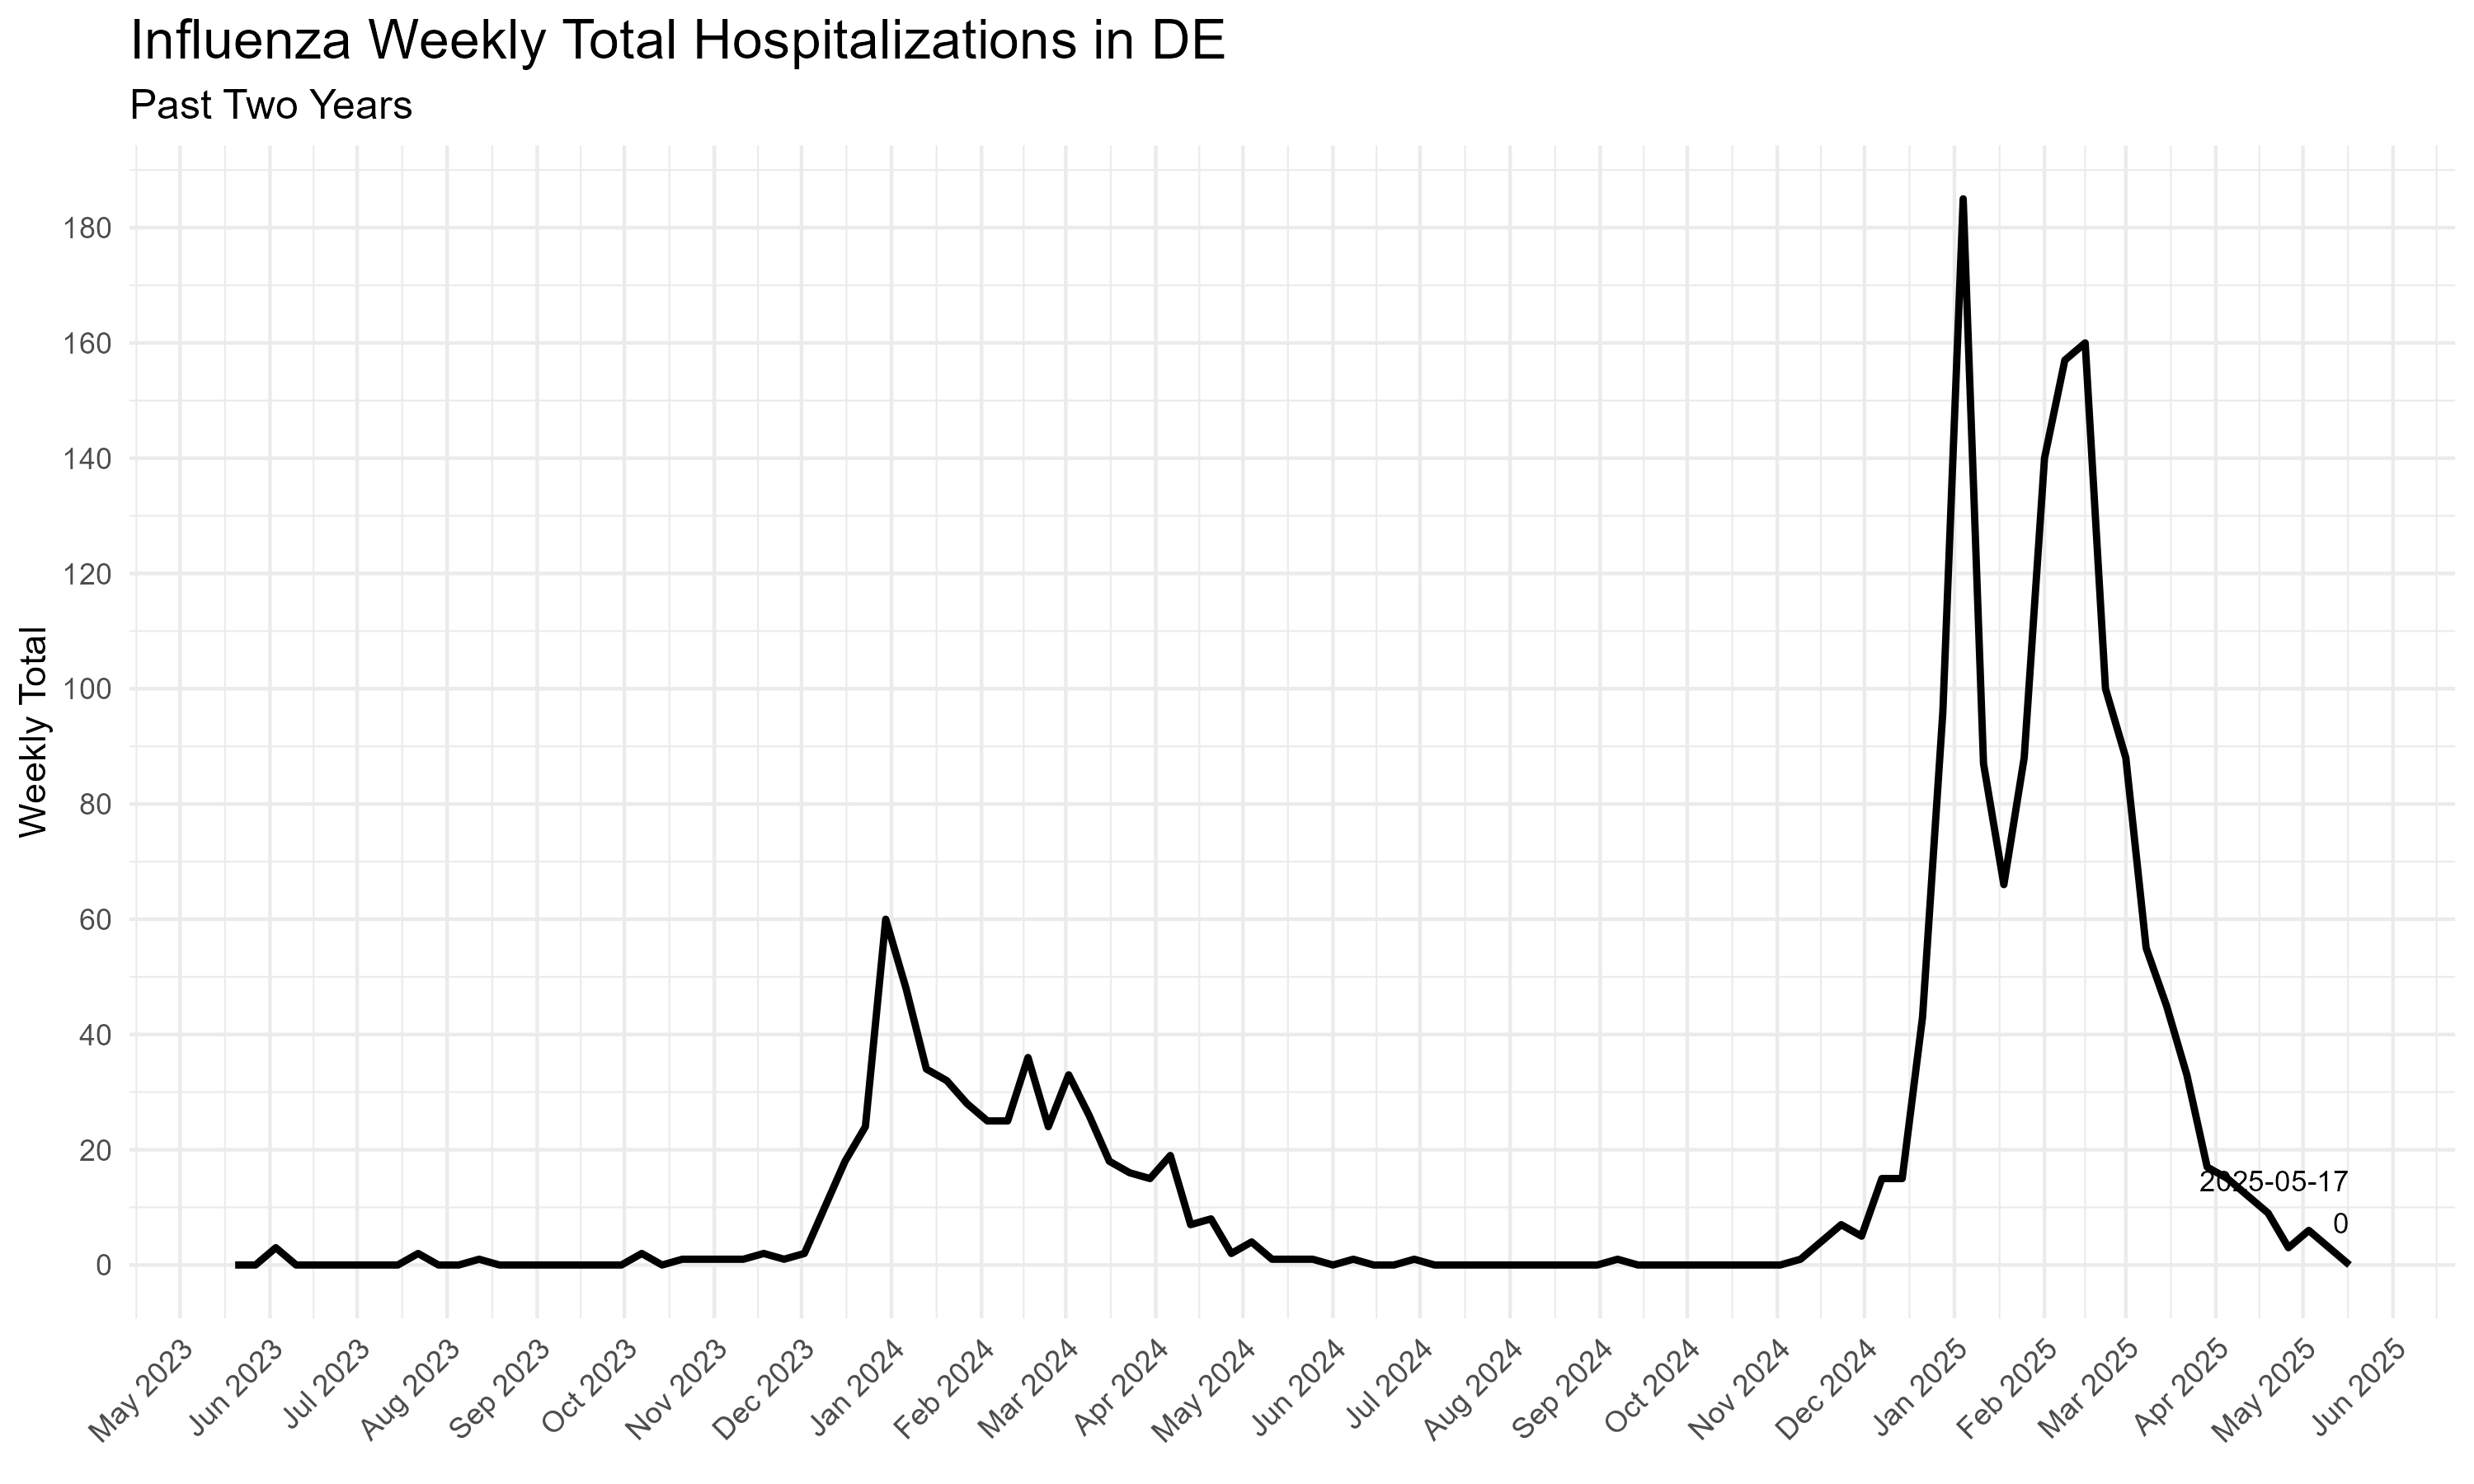 Influenza Weekly Total Hospitalizations in DE
Past Two Years
Weekly Total
180
160
140
120
100
80
60
40
20
0
2025-05-17
0
May 2023
Jun 2023
Jul 2023
Aug 2023
Sep 2023
Oct 2023
Nov 2023
Dec 2023
Jan 2024
Feb 2024
Mar 2024
Apr 2024
May 2024
Jun 2024
Jul 2024
Aug 2024
Sep 2024
Oct 2024
Nov 2024
Dec 2024
Jan 2025
Feb 2025
Mar 2025
Apr 2025
May 2025
Jun 2025